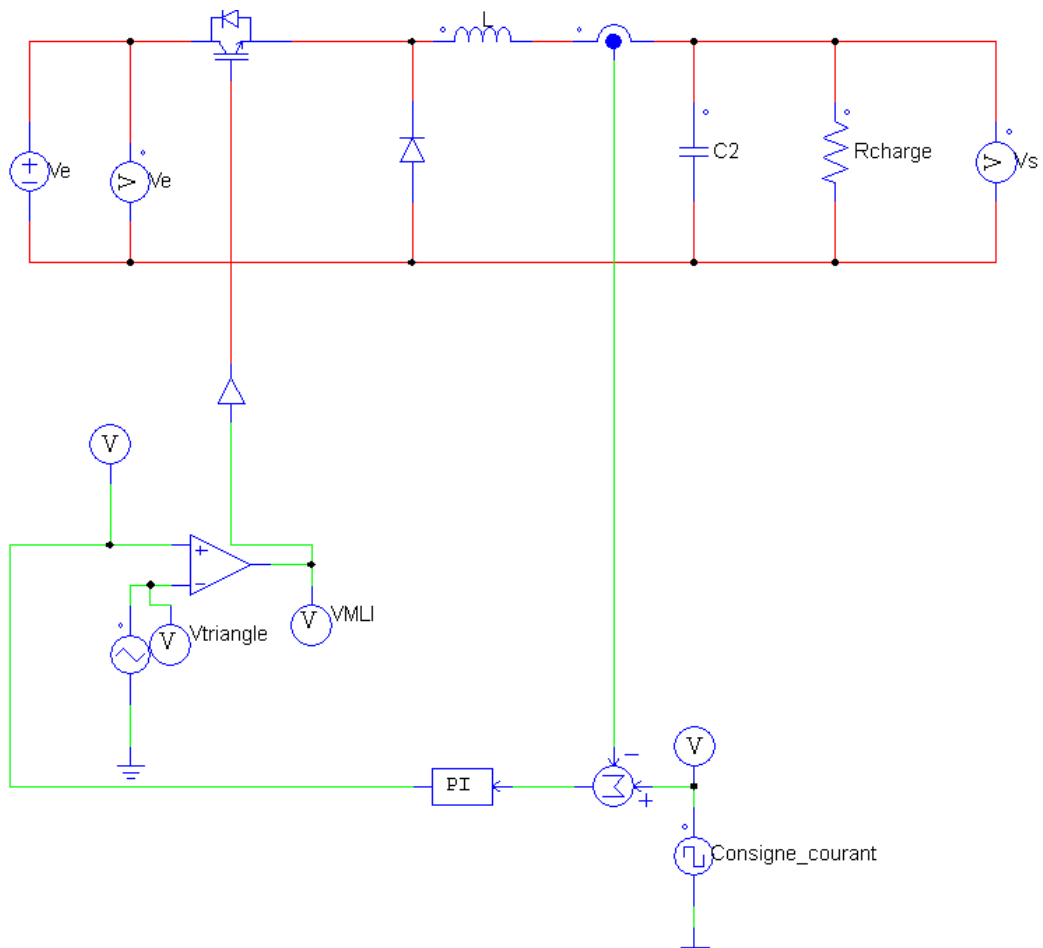 L
Ve
V
Ve
C2
Rcharge
V
Vs
V
V
VMLI
V
Vtriangle
V
PI
Σ
Consigne_courant